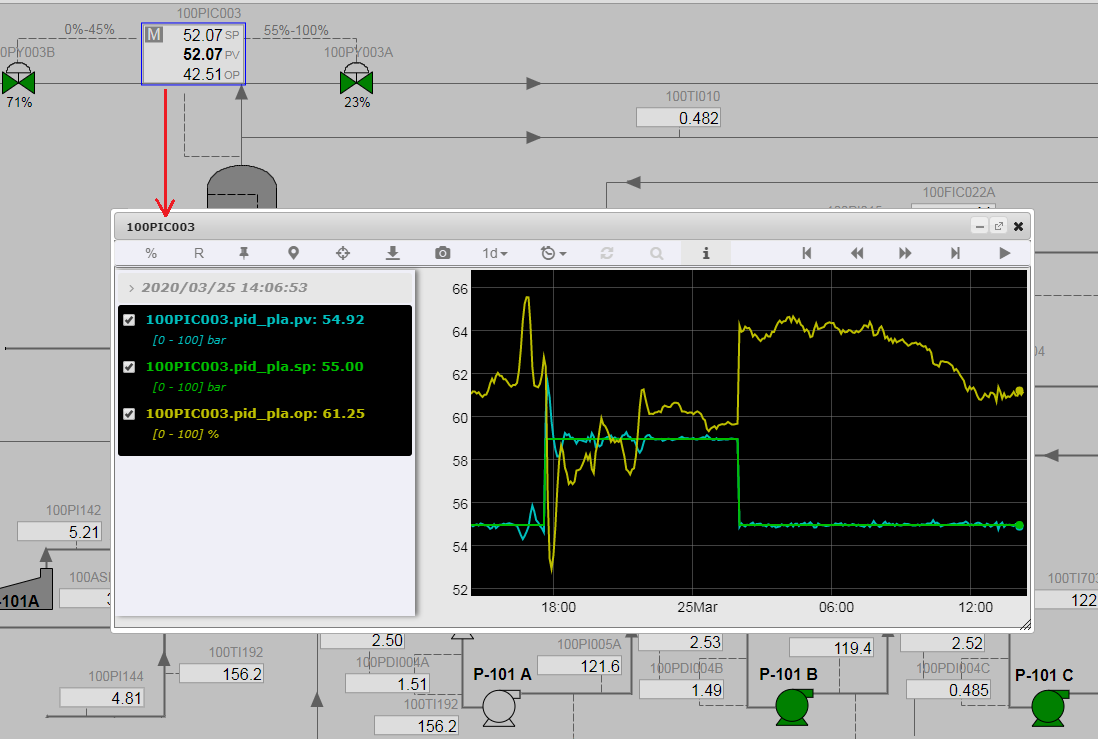 100PIC003
0%-45%
M 52.07 SP
55%-100%
52.07 PV
100PY003A
42.51 OP
71%
23%
100TI010
0.482
100FIC022A
100PIC003
% R 1d i
2020/03/25 14:06:53
100PIC003.pid_pla.pv: 54.92
[0 - 100] bar
100PIC003.pid_pla.sp: 55.00
[0 - 100] bar
100PIC003.pid_pla.op: 61.25
[0 - 100] %
66
64
62
60
58
56
54
52
18:00 25Mar 06:00 12:00
100PI142
5.21
100TI703
122
2.50
2.53
119.4
2.52
100TI192
156.2
100PDI004A
1.51
100PI005A
121.6
100PDI004B
1.49
100PDI004C
0.485
100PI144
4.81
P-101 A
P-101 B
P-101 C
100TI192
156.2